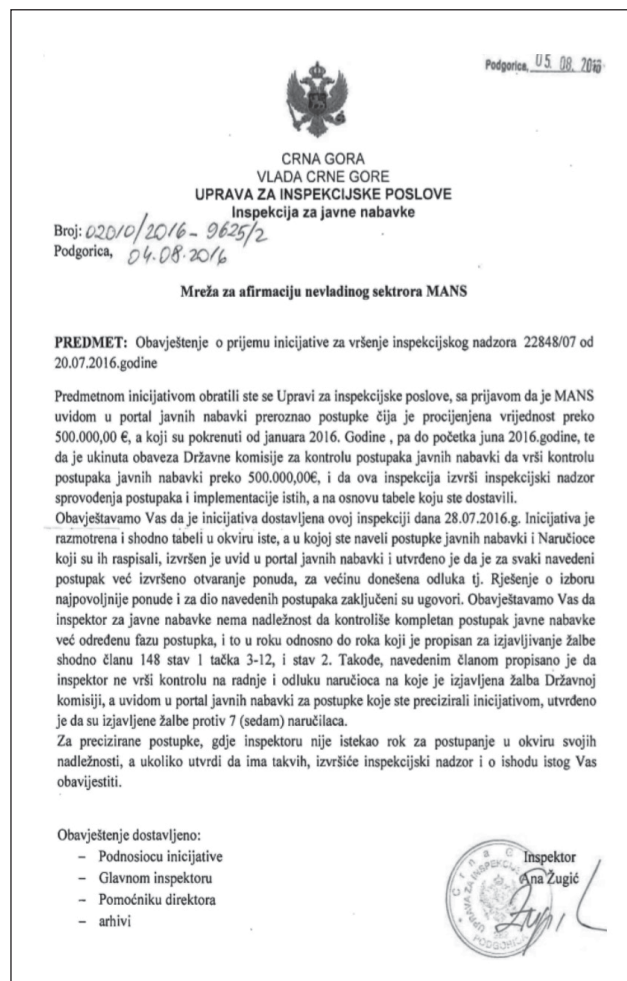 Podgorica, 05. 08. 2016
CRNA GORA
VLADA CRNE GORE
UPRAVA ZA INSPEKCIJSKE POSLOVE
Inspekcija za javne nabavke
Broj: 02010/2016-9625/2
Podgorica, 04.08.2016
Mreža za afirmaciju nevladinog sektrora MANS
PREDMET: Obavještenje o prijemu inicijative za vršenje inspekcijskog nadzora 22848/07 od
20.07.2016.godine
Predmetnom inicijativom obratili ste se Upravi za inspekcijske poslove, sa prijavom da je MANS
uvidom u portal javnih nabavki preroznao postupke čija je procijenjena vrijednost preko
500.000,00 €, a koji su pokrenuti od januara 2016. Godine , pa do početka juna 2016.godine, te
da je ukinuta obaveza Državne komisije za kontrolu postupaka javnih nabavki da vrši kontrolu
postupaka javnih nabavki preko 500.000,00€, i da ova inspekcija izvrši inspekcijski nadzor
sprovođenja postupaka i implementacije istih, a na osnovu tabele koju ste dostavili.
Obavještavamo Vas da je inicijativa dostavljena ovoj inspekciji dana 28.07.2016.g. Inicijativa je
razmotrena i shodno tabeli u okviru iste, a u kojoj ste naveli postupke javnih nabavki i Naručioce
koji su ih raspisali, izvršen je uvid u portal javnih nabavki i utvrđeno je da je za svaki navedeni
postupak već izvršeno otvaranje ponuda, za većinu donešena odluka tj. Rješenje o izboru
najpovoljnije ponude i za dio navedenih postupaka zaključeni su ugovori. Obavještavamo Vas da
inspektor za javne nabavke nema nadležnost da kontroliše kompletan postupak javne nabavke
već određenu fazu postupka, i to u roku odnosno do roka koji je propisan za izjavljivanje žalbe
shodno članu 148 stav 1 tačka 3-12, i stav 2. Takođe, navedenim članom propisano je da
inspektor ne vrši kontrolu na radnje i odluku naručioca na koje je izjavljena žalba Državnoj
komisiji, a uvidom u portal javnih nabavki za postupke koje ste precizirali inicijativom, utvrđeno
je da su izjavljene žalbe protiv 7 (sedam) naručilaca.
Za precizirane postupke, gdje inspektoru nije istekao rok za postupanje u okviru svojih
nadležnosti, a ukoliko utvrdi da ima takvih, izvršiće inspekcijski nadzor i o ishodu istog Vas
obavijestiti.
Obavještenje dostavljeno:
– Podnosiocu inicijative
– Glavnom inspektoru
– Pomoćniku direktora
– arhivi
Inspektor
Ana Žugić